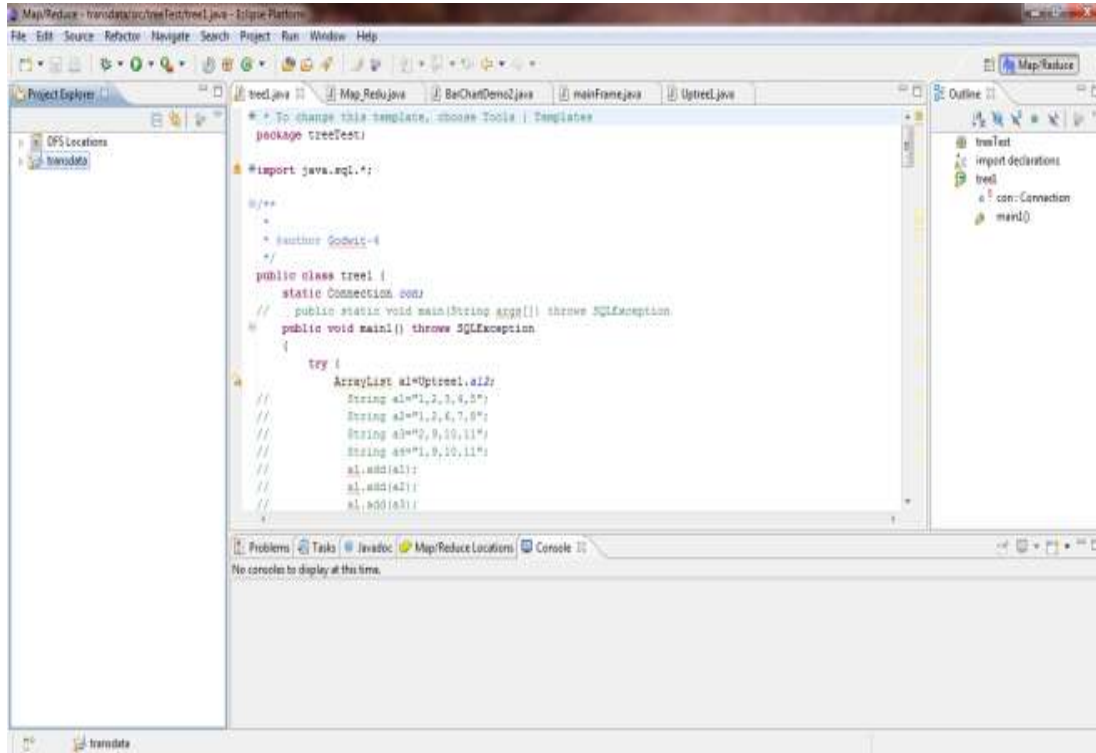 Map/Reduce - transdata/src/treeTest/tree1.java - Eclipse Platform
File Edit Source Refactor Navigate Search Project Run Window Help
Map/Reduce
Project Explorer
DFS Locations
transdata
tree1.java Map_Redu.java BarChartDemo2.java mainFrame.java Uptree1.java
* To change this template, choose Tools | Templates
package treeTest;
import java.sql.*;
/**
*
* @author Godwit-4
*/
public class tree1 {
static Connection con;
// public static void main(String args[]) throws SQLException
public void main1() throws SQLException
{
try {
ArrayList al=Uptree1.al2;
// String a1="1,2,3,4,5";
// String a2="1,2,6,7,8";
// String a3="2,9,10,11";
// String a4="1,9,10,11";
// al.add(a1);
// al.add(a2);
// al.add(a3);
Outline
treeTest
import declarations
tree1
con : Connection
main1()
Problems Tasks Javadoc Map/Reduce Locations Console
No consoles to display at this time.
transdata